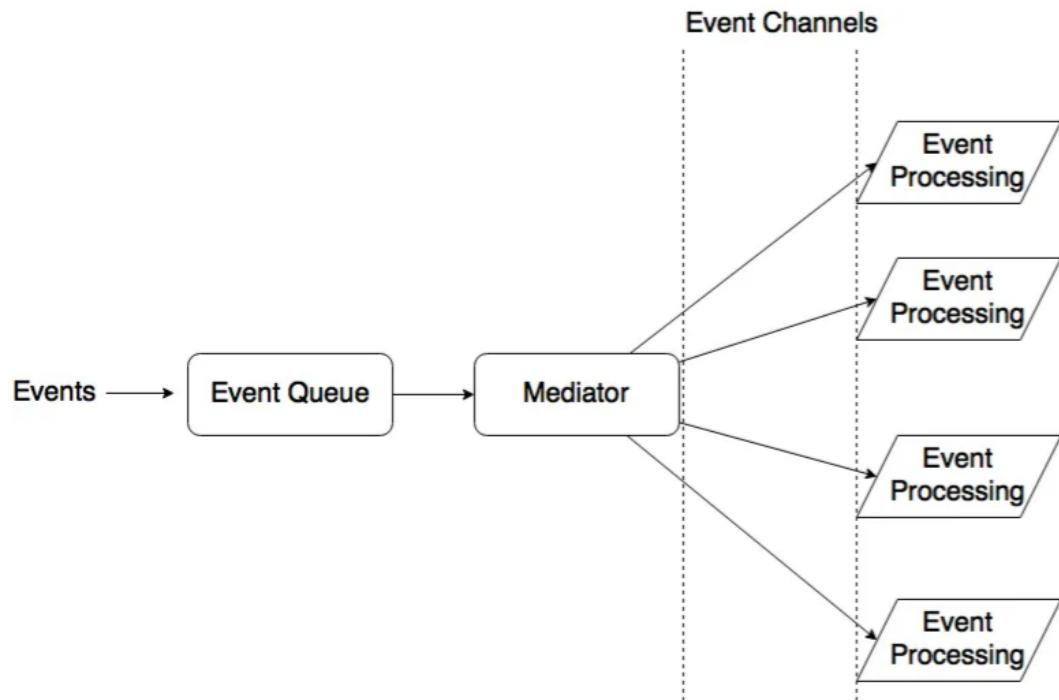 Event Channels
Event
Processing
Event
Processing
Events
Event Queue
Mediator
Event
Processing
Event
Processing